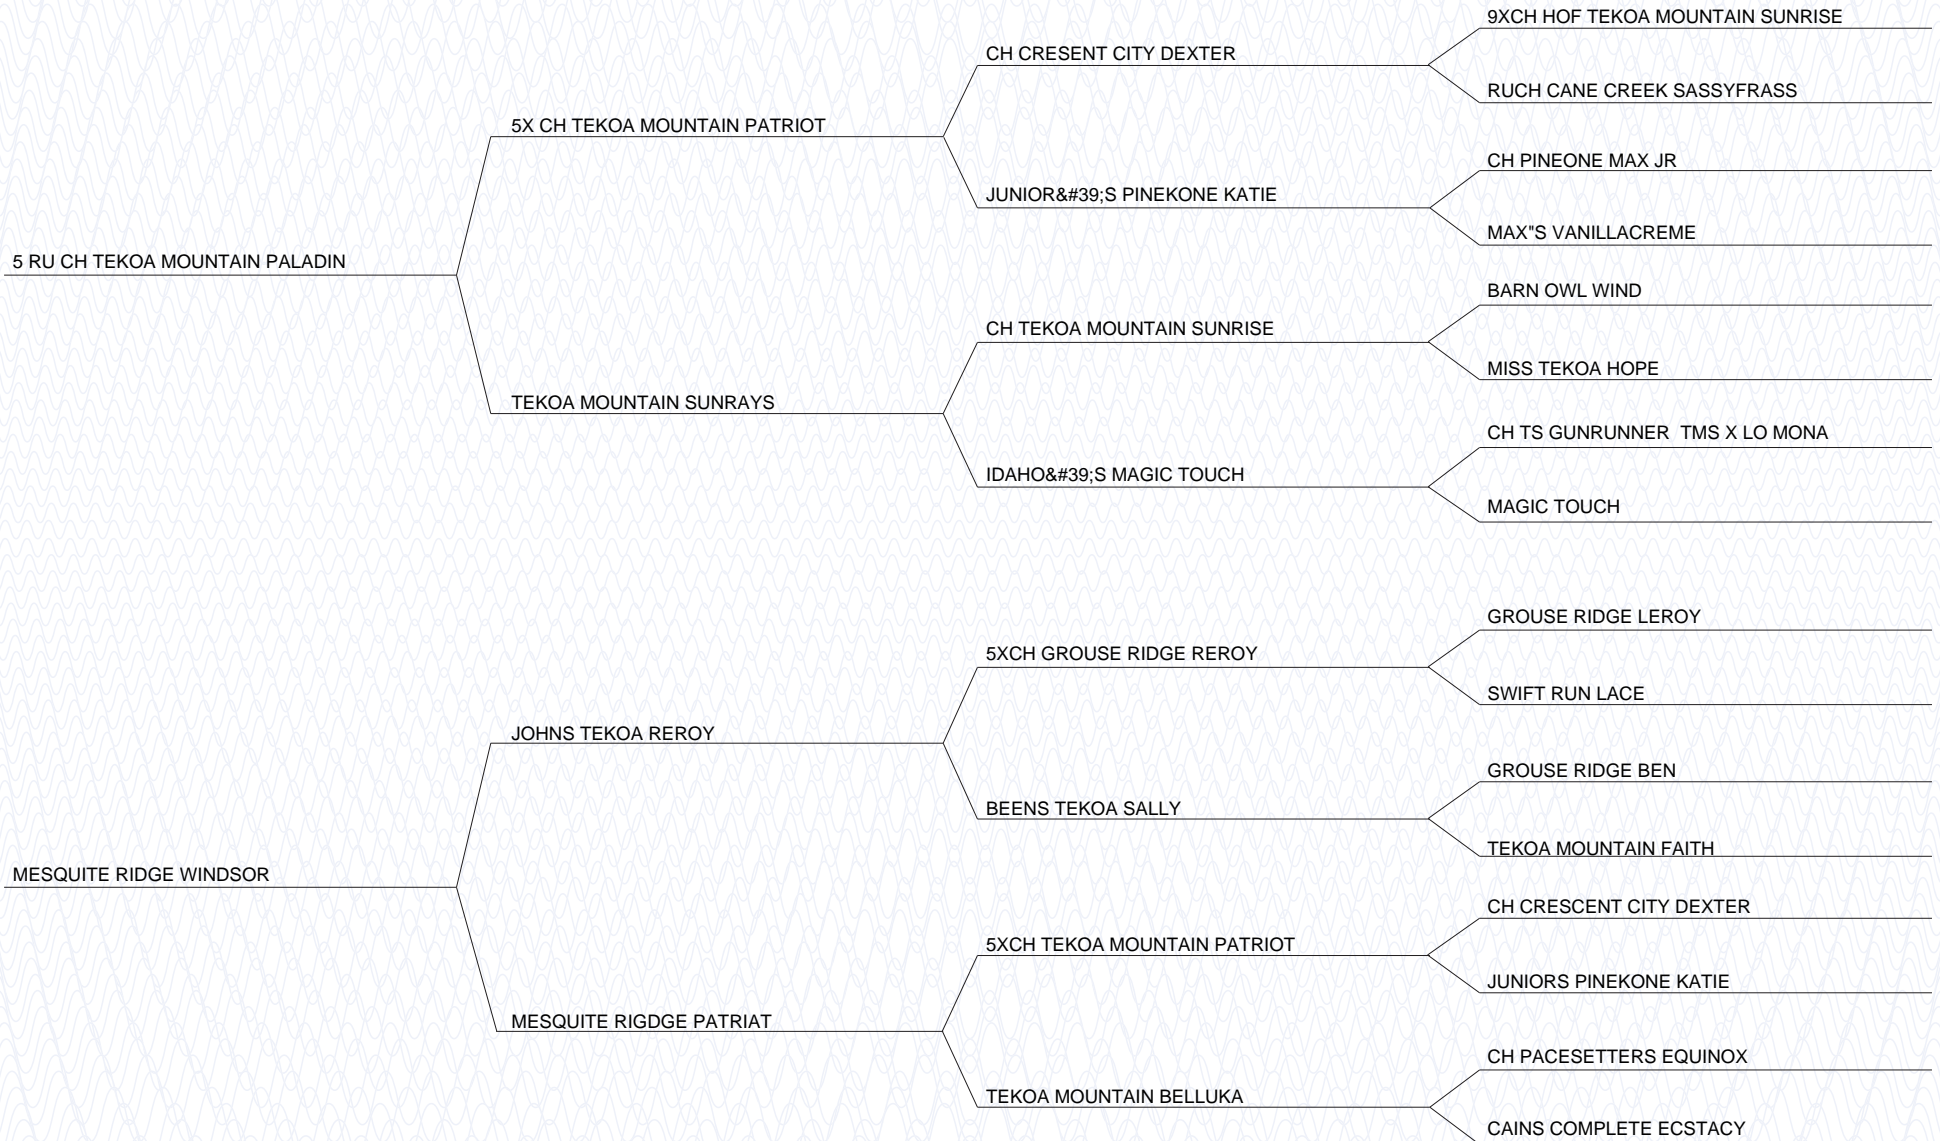 9XCH HOF TEKOA MOUNTAIN SUNRISE
CH CRESENT CITY DEXTER
RUCH CANE CREEK SASSYFRASS
5X CH TEKOA MOUNTAIN PATRIOT
CH PINEONE MAX JR
JUNIOR&#39;S PINEKONE KATIE
MAX"S VANILLACREME
5 RU CH TEKOA MOUNTAIN PALADIN
BARN OWL WIND
CH TEKOA MOUNTAIN SUNRISE
MISS TEKOA HOPE
TEKOA MOUNTAIN SUNRAYS
CH TS GUNRUNNER  TMS X LO MONA
IDAHO&#39;S MAGIC TOUCH
MAGIC TOUCH
GROUSE RIDGE LEROY
5XCH GROUSE RIDGE REROY
SWIFT RUN LACE
JOHNS TEKOA REROY
GROUSE RIDGE BEN
BEENS TEKOA SALLY
TEKOA MOUNTAIN FAITH
MESQUITE RIDGE WINDSOR
CH CRESCENT CITY DEXTER
5XCH TEKOA MOUNTAIN PATRIOT
JUNIORS PINEKONE KATIE
MESQUITE RIGDGE PATRIAT
CH PACESETTERS EQUINOX
TEKOA MOUNTAIN BELLUKA
CAINS COMPLETE ECSTACY